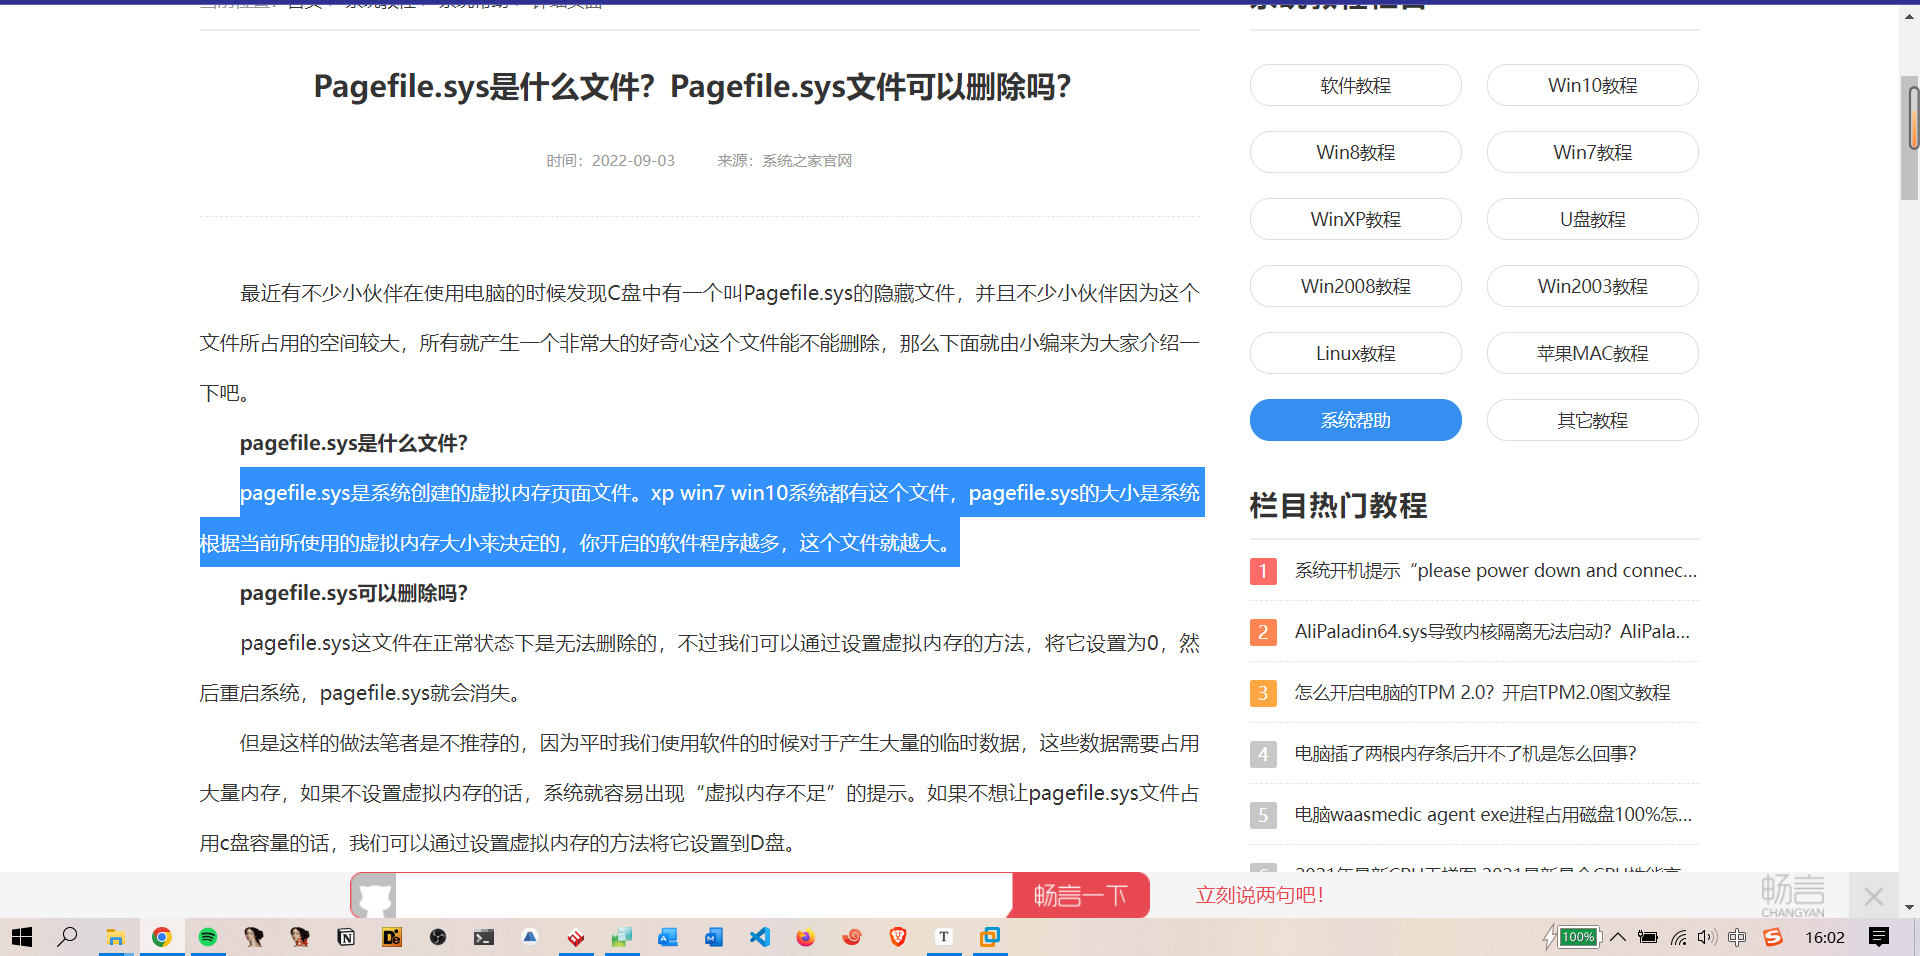 Pagefile.sys是什么文件？Pagefile.sys文件可以删除吗？
时间：2022-09-03 来源：系统之家官网
最近有不少小伙伴在使用电脑的时候发现C盘中有一个叫Pagefile.sys的隐藏文件，并且不少小伙伴因为这个
文件所占用的空间较大，所有就产生一个非常大的好奇心这个文件能不能删除，那么下面就由小编来为大家介绍一
下吧。
pagefile.sys是什么文件？
pagefile.sys是系统创建的虚拟内存页面文件。xp win7 win10系统都有这个文件，pagefile.sys的大小是系统
根据当前所使用的虚拟内存大小来决定的，你开启的软件程序越多，这个文件就越大。
pagefile.sys可以删除吗？
pagefile.sys这文件在正常状态下是无法删除的，不过我们可以通过设置虚拟内存的方法，将它设置为0，然
后重启系统，pagefile.sys就会消失。
但是这样的做法笔者是不推荐的，因为平时我们使用软件的时候对于产生大量的临时数据，这些数据需要占用
大量内存，如果不设置虚拟内存的话，系统就容易出现“虚拟内存不足”的提示。如果不想让pagefile.sys文件占
用c盘容量的话，我们可以通过设置虚拟内存的方法将它设置到D盘。
软件教程 Win10教程
Win8教程 Win7教程
WinXP教程 U盘教程
Win2008教程 Win2003教程
Linux教程 苹果MAC教程
系统帮助 其它教程
栏目热门教程
1 系统开机提示“please power down and connec...
2 AliPaladin64.sys导致内核隔离无法启动？AliPala...
3 怎么开启电脑的TPM 2.0？开启TPM2.0图文教程
4 电脑插了两根内存条后开不了机是怎么回事？
5 电脑waasmedic agent exe进程占用磁盘100%怎...
畅言一下 立刻说两句吧！
畅言
CHANGYAN
100% 中 16:02